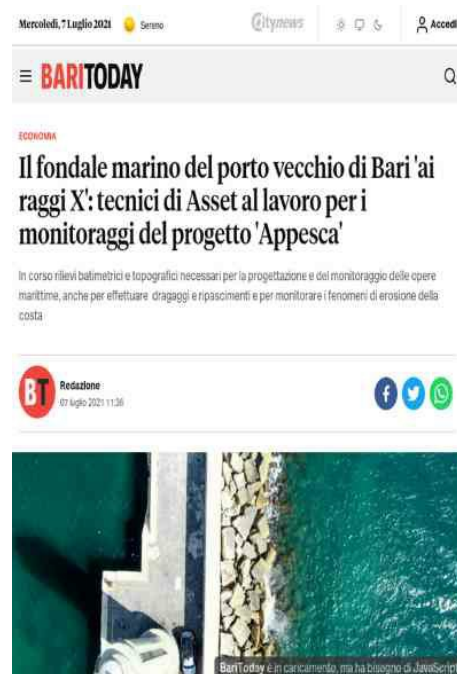 Mercoledì, 7 Luglio 2021
Sereno
Citynews
Accedi
BARITODAY
ECONOMIA
Il fondale marino del porto vecchio di Bari 'ai
raggi X': tecnici di Asset al lavoro per i
monitoraggi del progetto 'Appesca'
In corso rilievi batimetrici e topografici necessari per la progettazione e del monitoraggio delle opere
marittime, anche per effettuare dragaggi e ripascimenti e per monitorare i fenomeni di erosione della
costa
BT
Redazione
07 luglio 2021 11:36
BariToday è in caricamento, ma ha bisogno di JavaScript